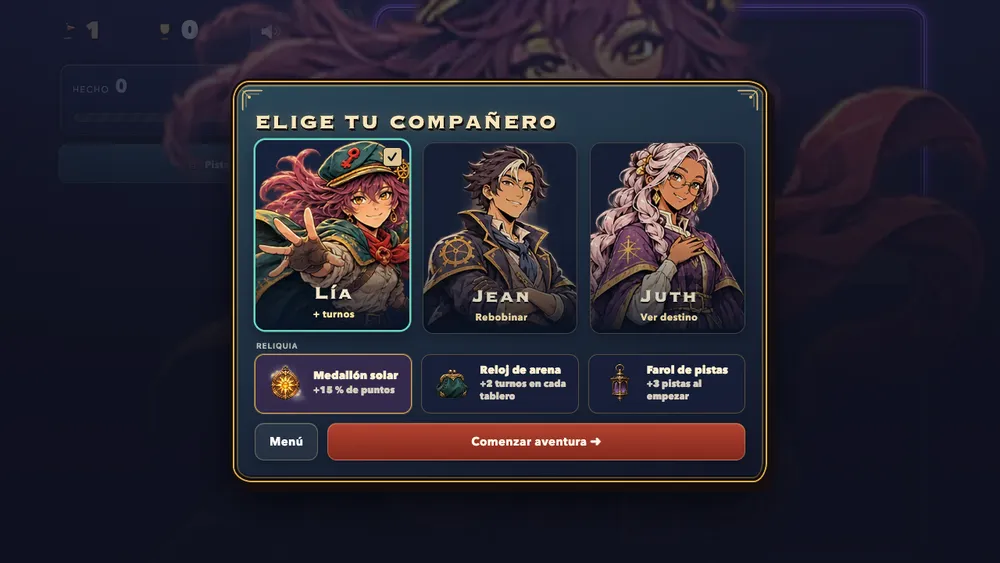 1
0
HECHO 0
Pist
ELIGE TU COMPAÑERO
LÍA
+ turnos
JEAN
Rebobinar
JUTH
Ver destino
RELIQUIA
Medallón solar
+15 % de puntos
Reloj de arena
+2 turnos en cada
tablero
Farol de pistas
+3 pistas al
empezar
Menú
Comenzar aventura ➜